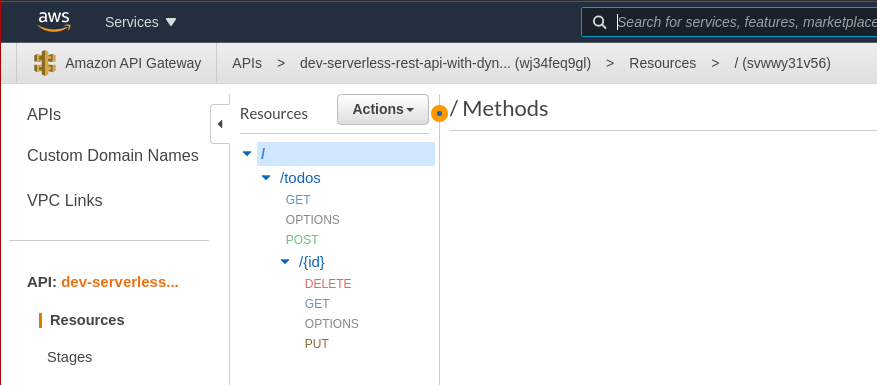 aws Services Search for services, features, marketplace
Amazon API Gateway APIs > dev-serverless-rest-api-with-dyn... (wj34feq9gl) > Resources > / (svwwy31v56)
APIs
Custom Domain Names
VPC Links
API: dev-serverless...
Resources
Stages
Resources Actions
/
/todos
GET
OPTIONS
POST
/{id}
DELETE
GET
OPTIONS
PUT
/ Methods